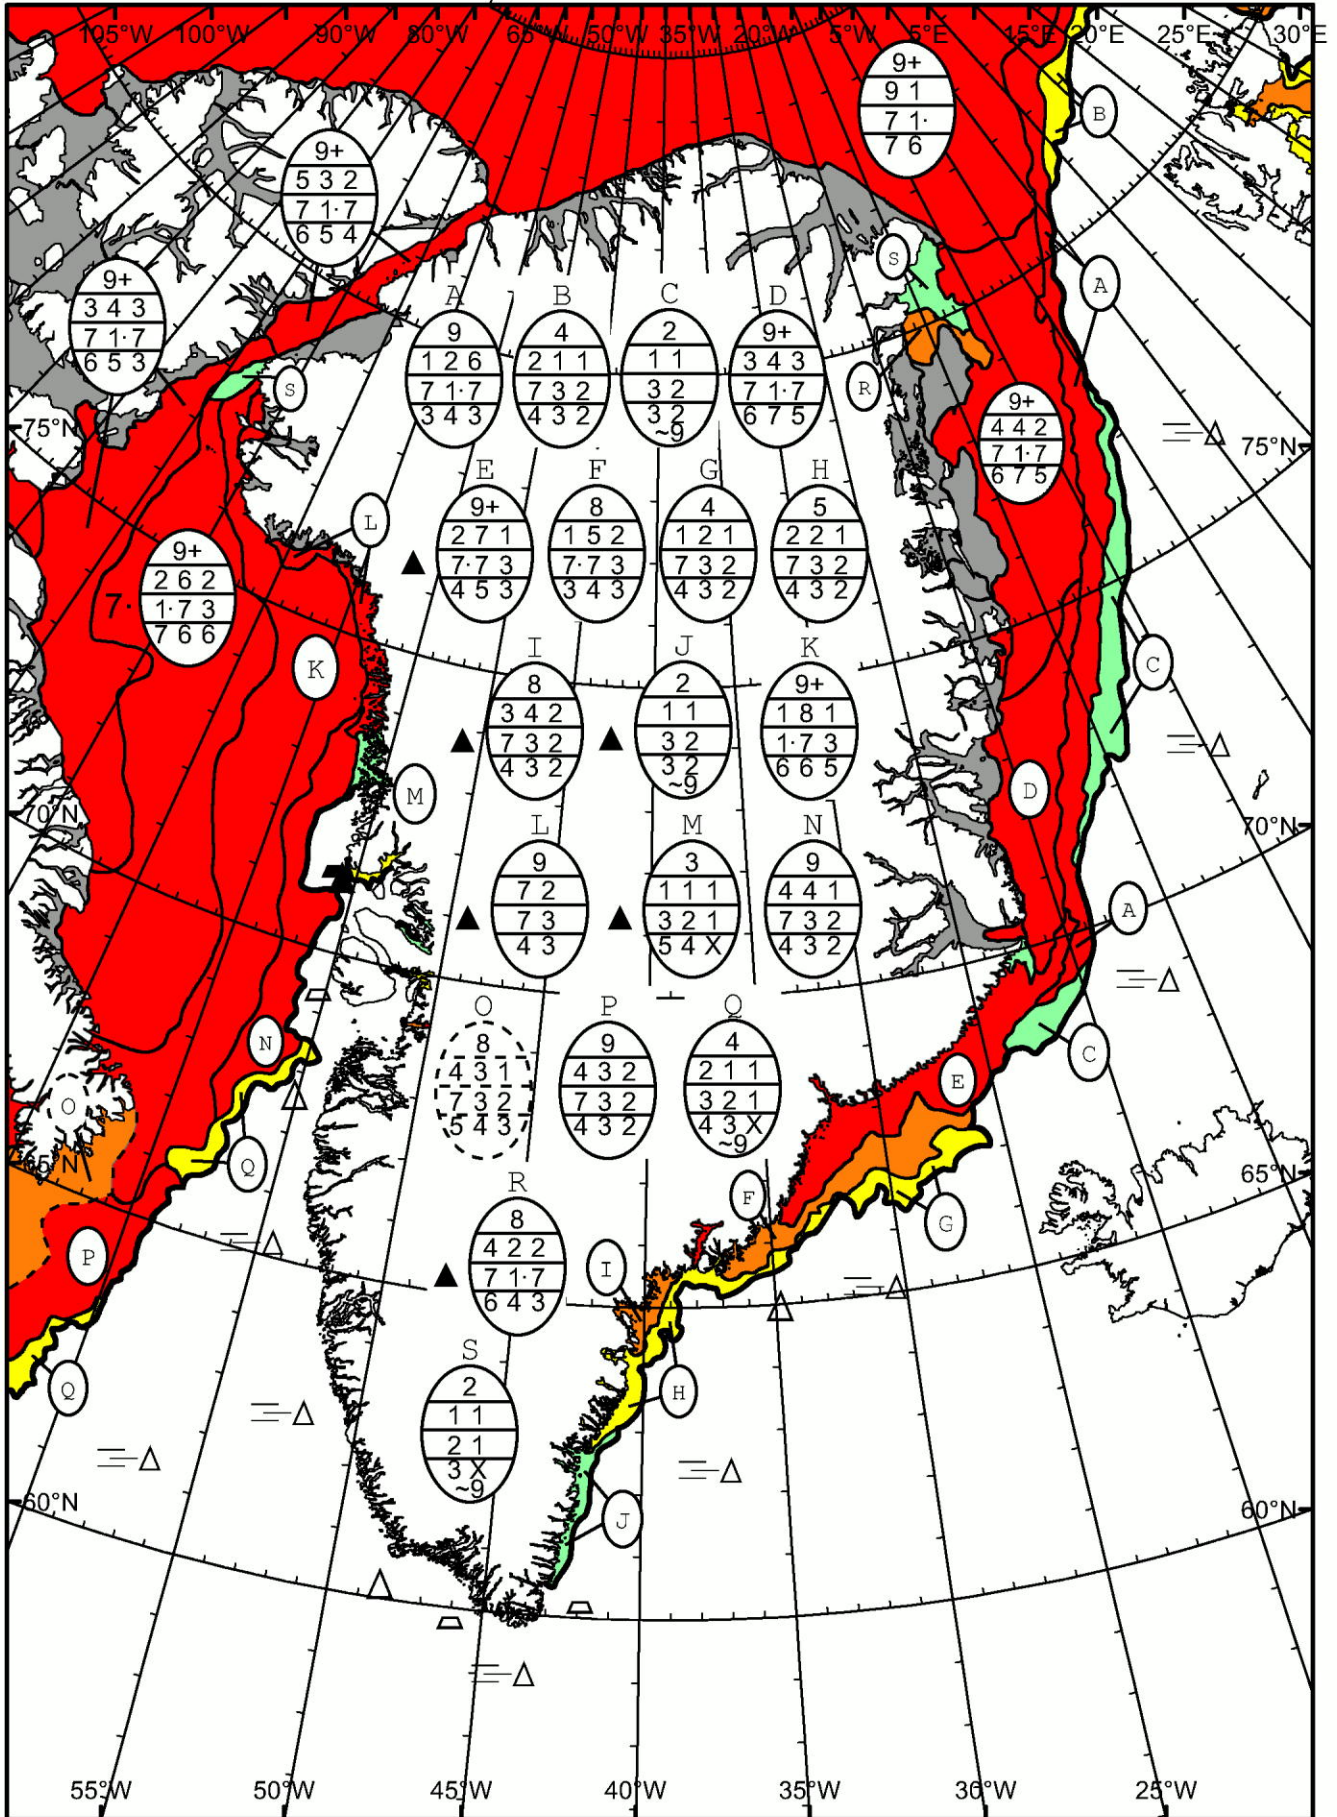 105°W 100°W 90°W 80°W 65°W 50°W 35°W 20°W 5°W 5°E 15°E 20°E 25°E 30°E
9+
9 1
7 1·
7 6
B
9+
5 3 2
7 1·7
6 5 4
9+
3 4 3
7 1·7
6 5 3
S
A
A
9
1 2 6
7 1·7
3 4 3
B
4
2 1 1
7 3 2
4 3 2
C
2
1 1
3 2
3 2
~9
D
9+
3 4 3
7 1·7
6 7 5
S
R
9+
4 4 2
7 1·7
6 7 5
75°N
75°N
E
9+
2 7 1
7·7 3
4 5 3
F
8
1 5 2
7·7 3
3 4 3
G
4
1 2 1
7 3 2
4 3 2
H
5
2 2 1
7 3 2
4 3 2
L
7·
9+
2 6 2
1·7 3
7 6 6
K
C
I
8
3 4 2
7 3 2
4 3 2
J
2
1 1
3 2
3 2
~9
K
9+
1 8 1
1·7 3
6 6 5
M
D
70°N
70°N
L
9
7 2
7 3
4 3
M
3
1 1 1
3 2 1
5 4 X
N
9
4 4 1
7 3 2
4 3 2
A
N
O
8
4 3 1
7 3 2
5 4 3
P
9
4 3 2
7 3 2
4 3 2
Q
4
2 1 1
3 2 1
4 3 X
~9
C
E
O
65°N
Q
65°N
R
8
4 2 2
7 1·7
6 4 3
F
G
P
I
S
2
1 1
2 1
3 X
~9
Q
H
60°N
J
60°N
55°W 50°W 45°W 40°W 35°W 30°W 25°W